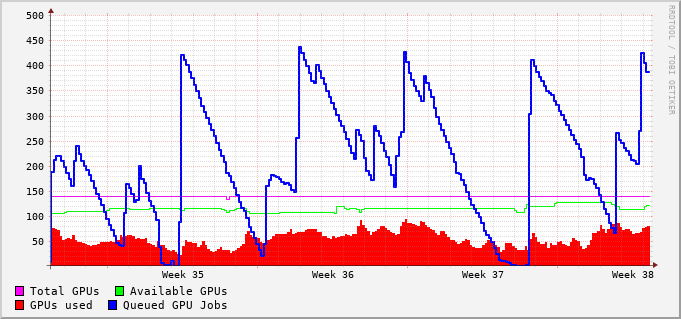 500
450
400
350
300
250
200
150
100
50
Week 35 Week 36 Week 37 Week 38
Total GPUs Available GPUs
GPUs used Queued GPU Jobs
RRDTOOL / TOBI OETIKER